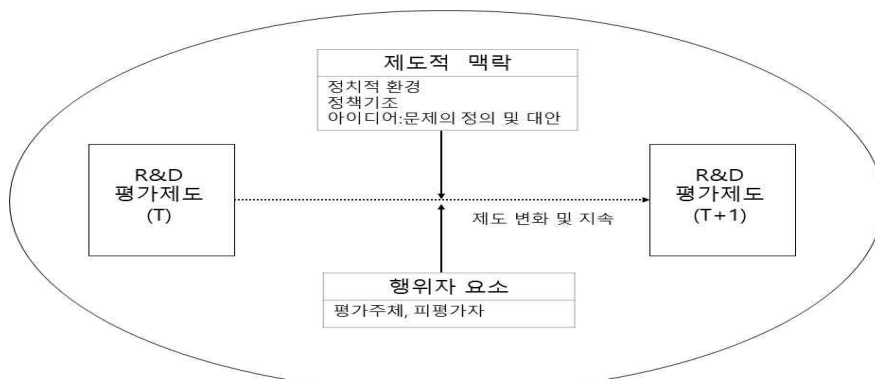 제도적 맥락
정치적 환경
정책기조
아이디어:문제의 정의 및 대안
R&D
평가제도
(T)
R&D
평가제도
(T+1)
제도 변화 및 지속
행위자 요소
평가주체, 피평가자